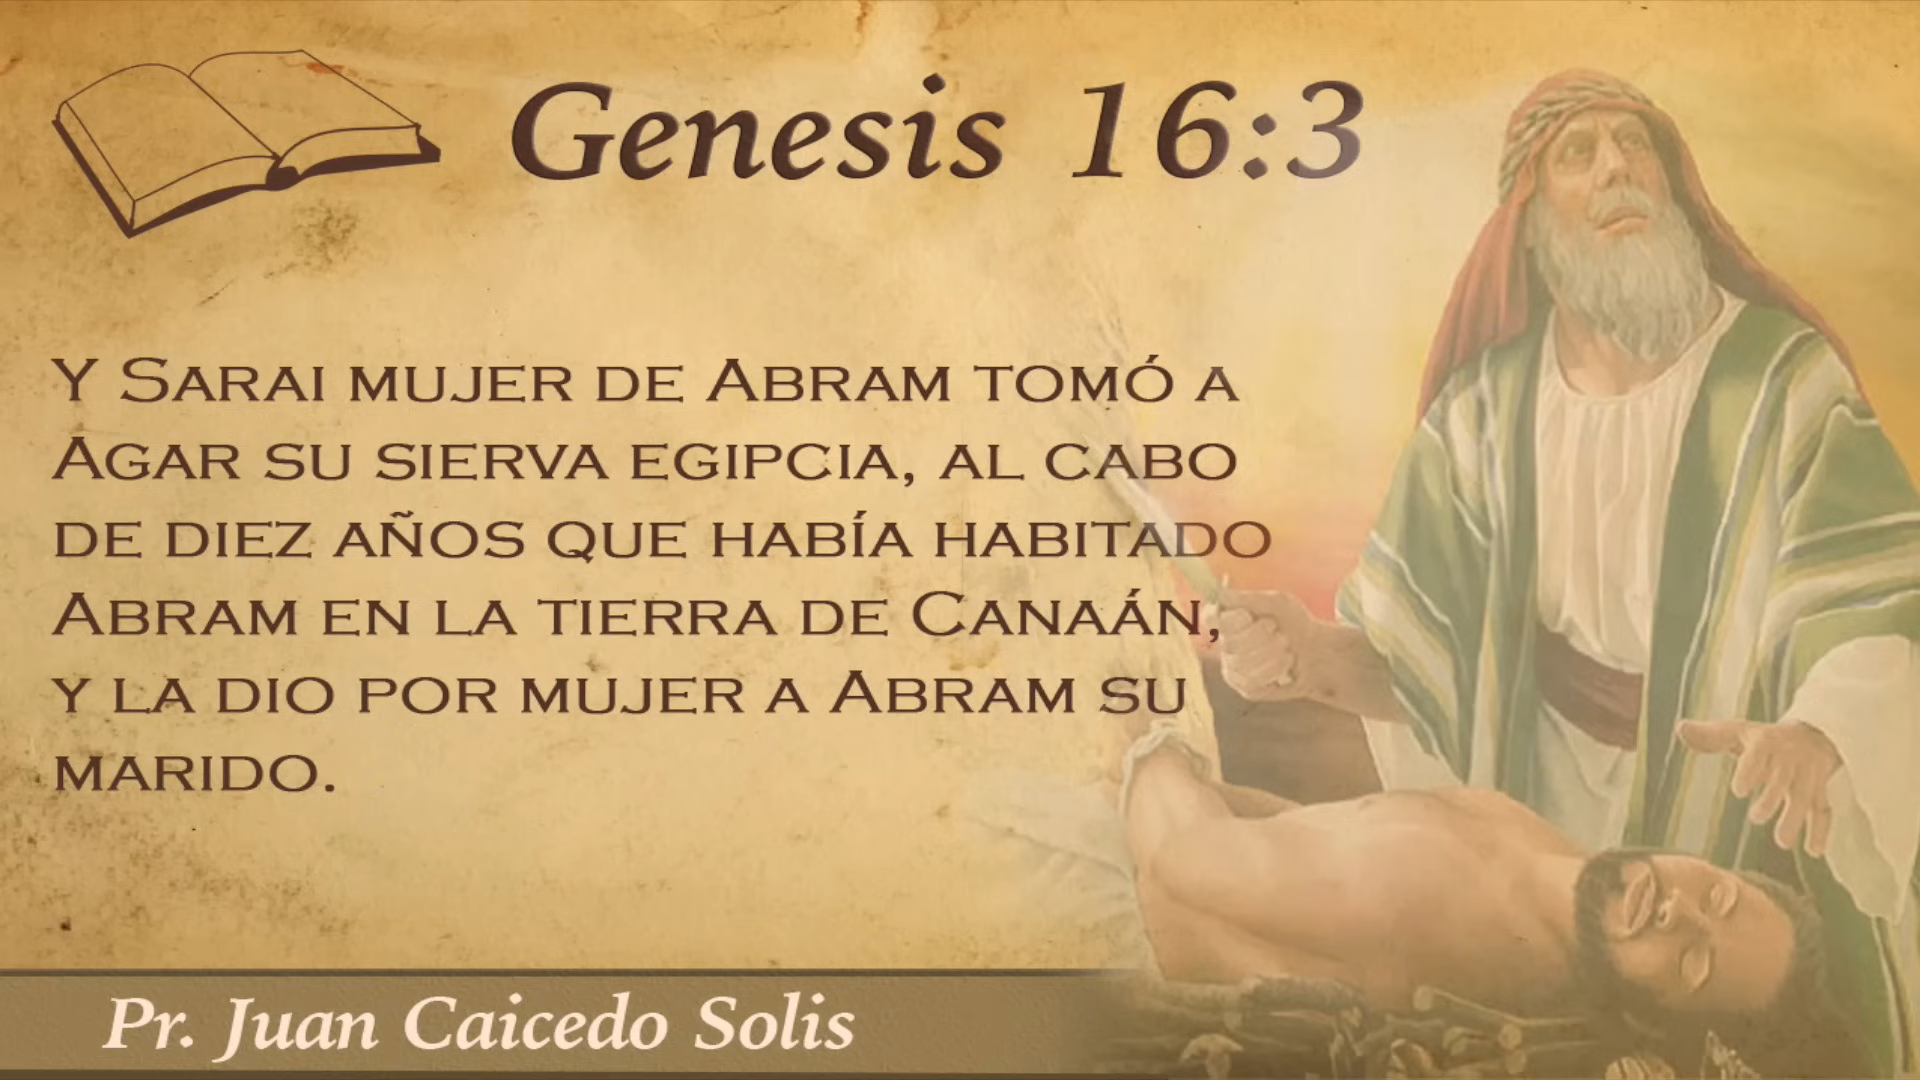 Genesis 16:3
Y Sarai mujer de Abram tomó a
Agar su sierva egipcia, al cabo
de diez años que había habitado
Abram en la tierra de Canaán,
y la dio por mujer a Abram su
marido.
Pr. Juan Caicedo Solis